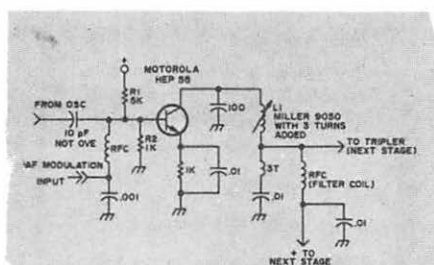 +
MOTOROLA
HEP 55
R1
5K
FROM OSC
10 pF
NOT OVE
RFC
R2
1K
AF MODULATION
INPUT
.001
1K
.01
100
L1
MILLER 9050
WITH 3 TURNS
ADDED
TO TRIPLER
(NEXT STAGE)
3T
.01
RFC
(FILTER COIL)
.01
+ TO
NEXT STAGE